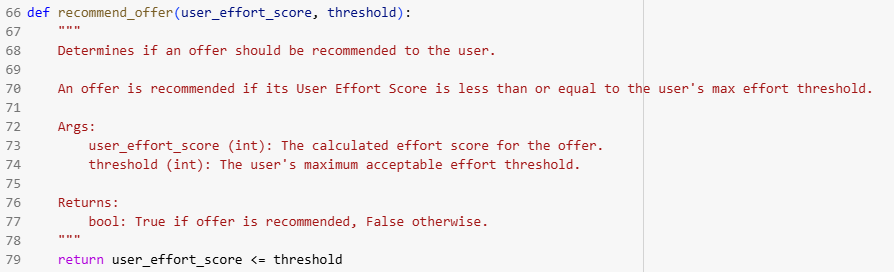 66 def recommend_offer(user_effort_score, threshold):
67     """
68     Determines if an offer should be recommended to the user.
69
70     An offer is recommended if its User Effort Score is less than or equal to the user's max effort threshold.
71
72     Args:
73         user_effort_score (int): The calculated effort score for the offer.
74         threshold (int): The user's maximum acceptable effort threshold.
75
76     Returns:
77         bool: True if offer is recommended, False otherwise.
78     """
79     return user_effort_score <= threshold